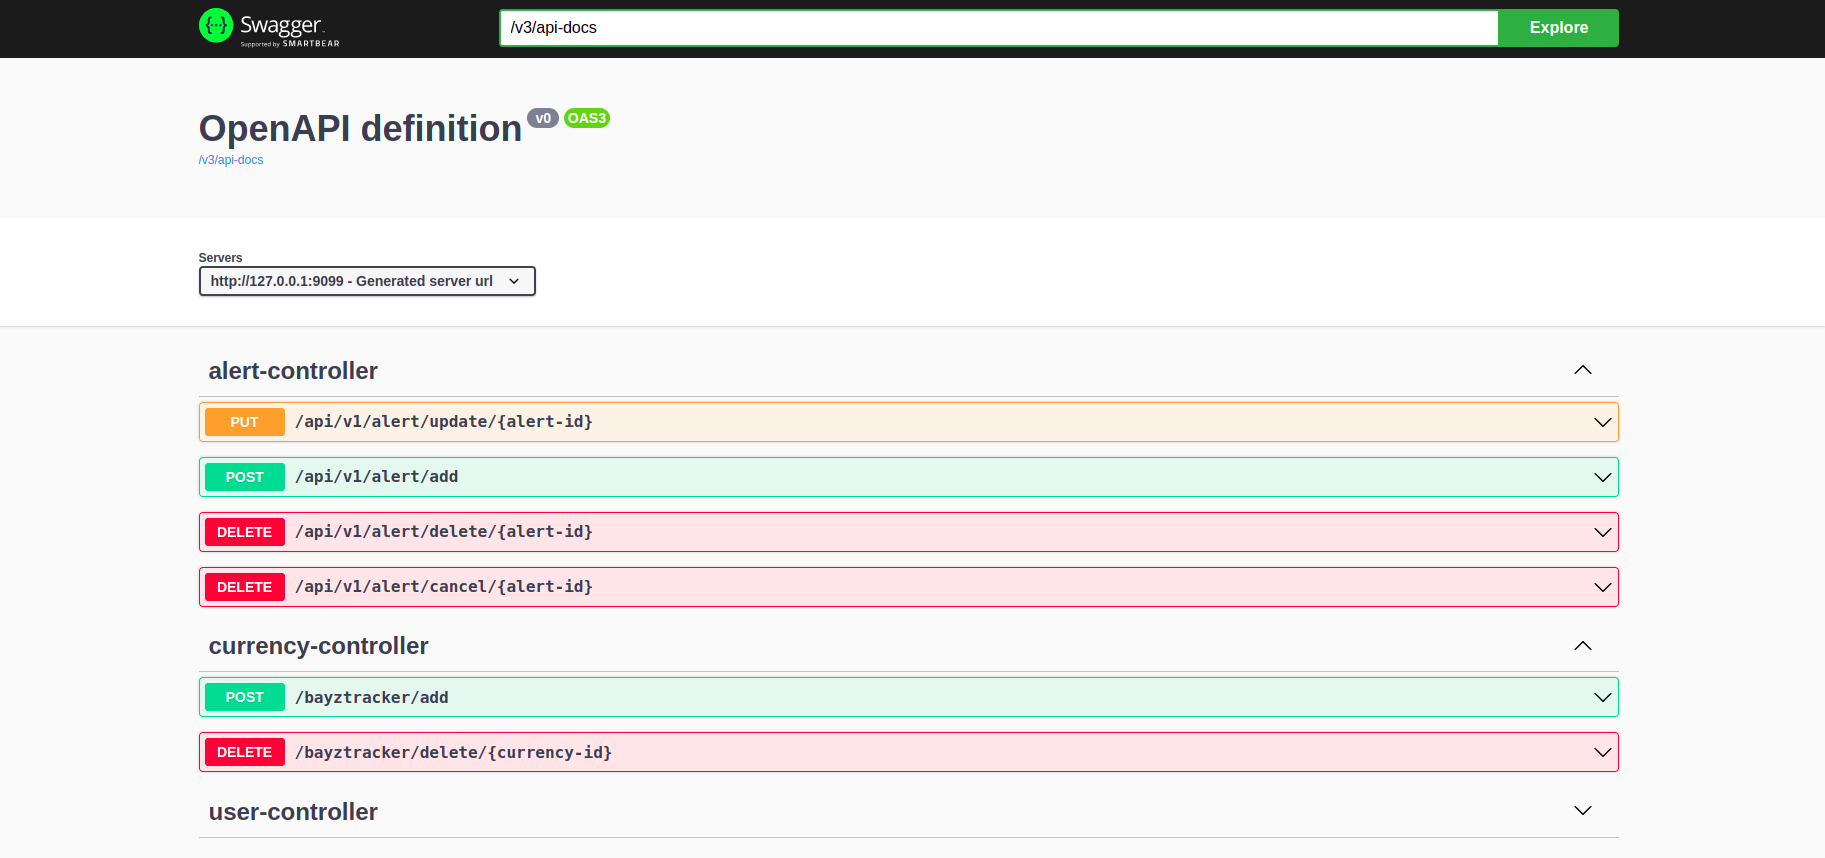 Swagger
Supported by SMARTBEAR
/v3/api-docs
Explore
OpenAPI definition v0 OAS3
/v3/api-docs
Servers
http://127.0.0.1:9099 - Generated server url
alert-controller
PUT /api/v1/alert/update/{alert-id}
POST /api/v1/alert/add
DELETE /api/v1/alert/delete/{alert-id}
DELETE /api/v1/alert/cancel/{alert-id}
currency-controller
POST /bayztracker/add
DELETE /bayztracker/delete/{currency-id}
user-controller